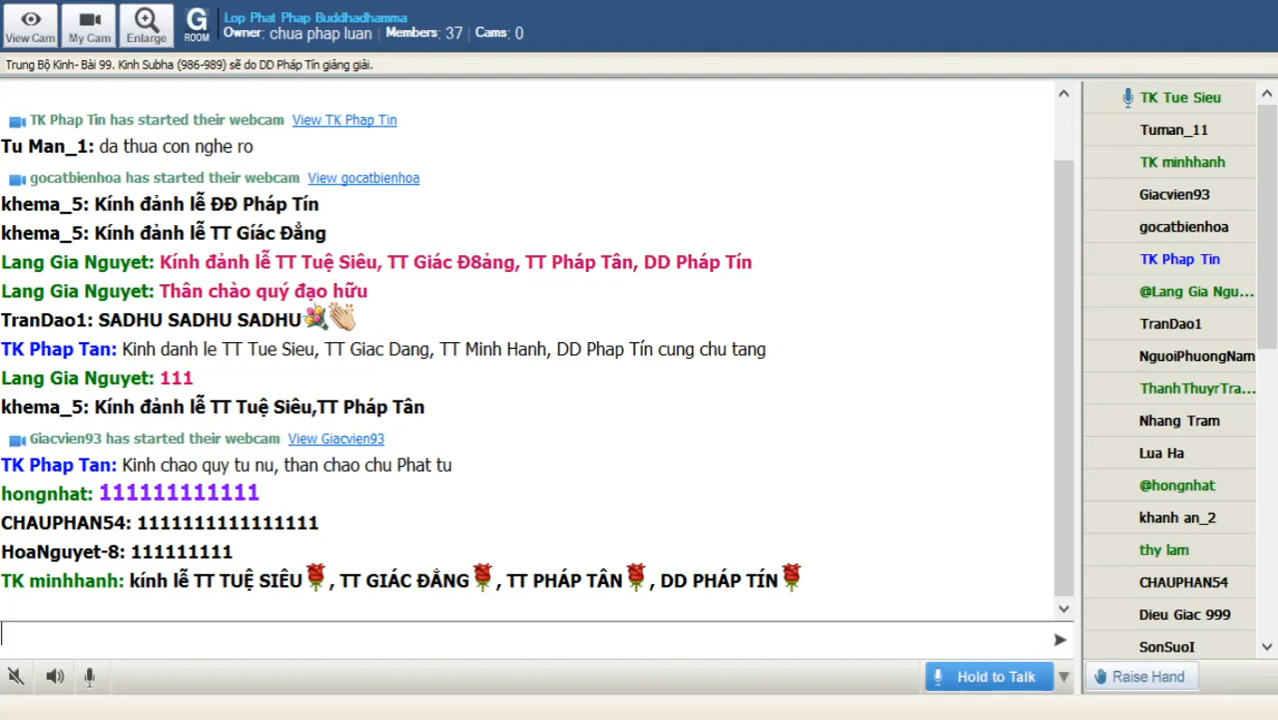 View Cam
My Cam
Enlarge
G
ROOM
Lop Phat Phap Buddhadhamma
Owner: chua phap luan | Members: 37 | Cams: 0
Trung Bộ Kinh- Bài 99. Kinh Subha (986-989) sẽ do DD Pháp Tín giảng giải.
TK Phap Tin has started their webcam View TK Phap Tin
Tu Man_1: da thua con nghe ro
gocatbienhoa has started their webcam View gocatbienhoa
khema_5: Kính đảnh lễ ĐĐ Pháp Tín
khema_5: Kính đảnh lễ TT Gíác Đẳng
Lang Gia Nguyet: Kính đảnh lễ TT Tuệ Siêu, TT Giác Đ8ảng, TT Pháp Tân, DD Pháp Tín
Lang Gia Nguyet: Thân chào quý đạo hữu
TranDao1: SADHU SADHU SADHU
TK Phap Tan: Kinh danh le TT Tue Sieu, TT Giac Dang, TT Minh Hanh, DD Phap Tín cung chu tang
Lang Gia Nguyet: 111
khema_5: Kính đảnh lễ TT Tuệ Siêu,TT Pháp Tân
Giacvien93 has started their webcam View Giacvien93
TK Phap Tan: Kinh chao quy tu nu, than chao chu Phat tu
hongnhat: 111111111111
CHAUPHAN54: 1111111111111111
HoaNguyet-8: 111111111
TK minhhanh: kính lễ TT TUỆ SIÊU, TT GIÁC ĐẲNG, TT PHÁP TÂN, DD PHÁP TÍN
Hold to Talk
TK Tue Sieu
Tuman_11
TK minhhanh
Giacvien93
gocatbienhoa
TK Phap Tin
@Lang Gia Ngu...
TranDao1
NguoiPhuongNam
ThanhThuyrTra...
Nhang Tram
Lua Ha
@hongnhat
khanh an_2
thy lam
CHAUPHAN54
Dieu Giac 999
SonSuoI
Raise Hand